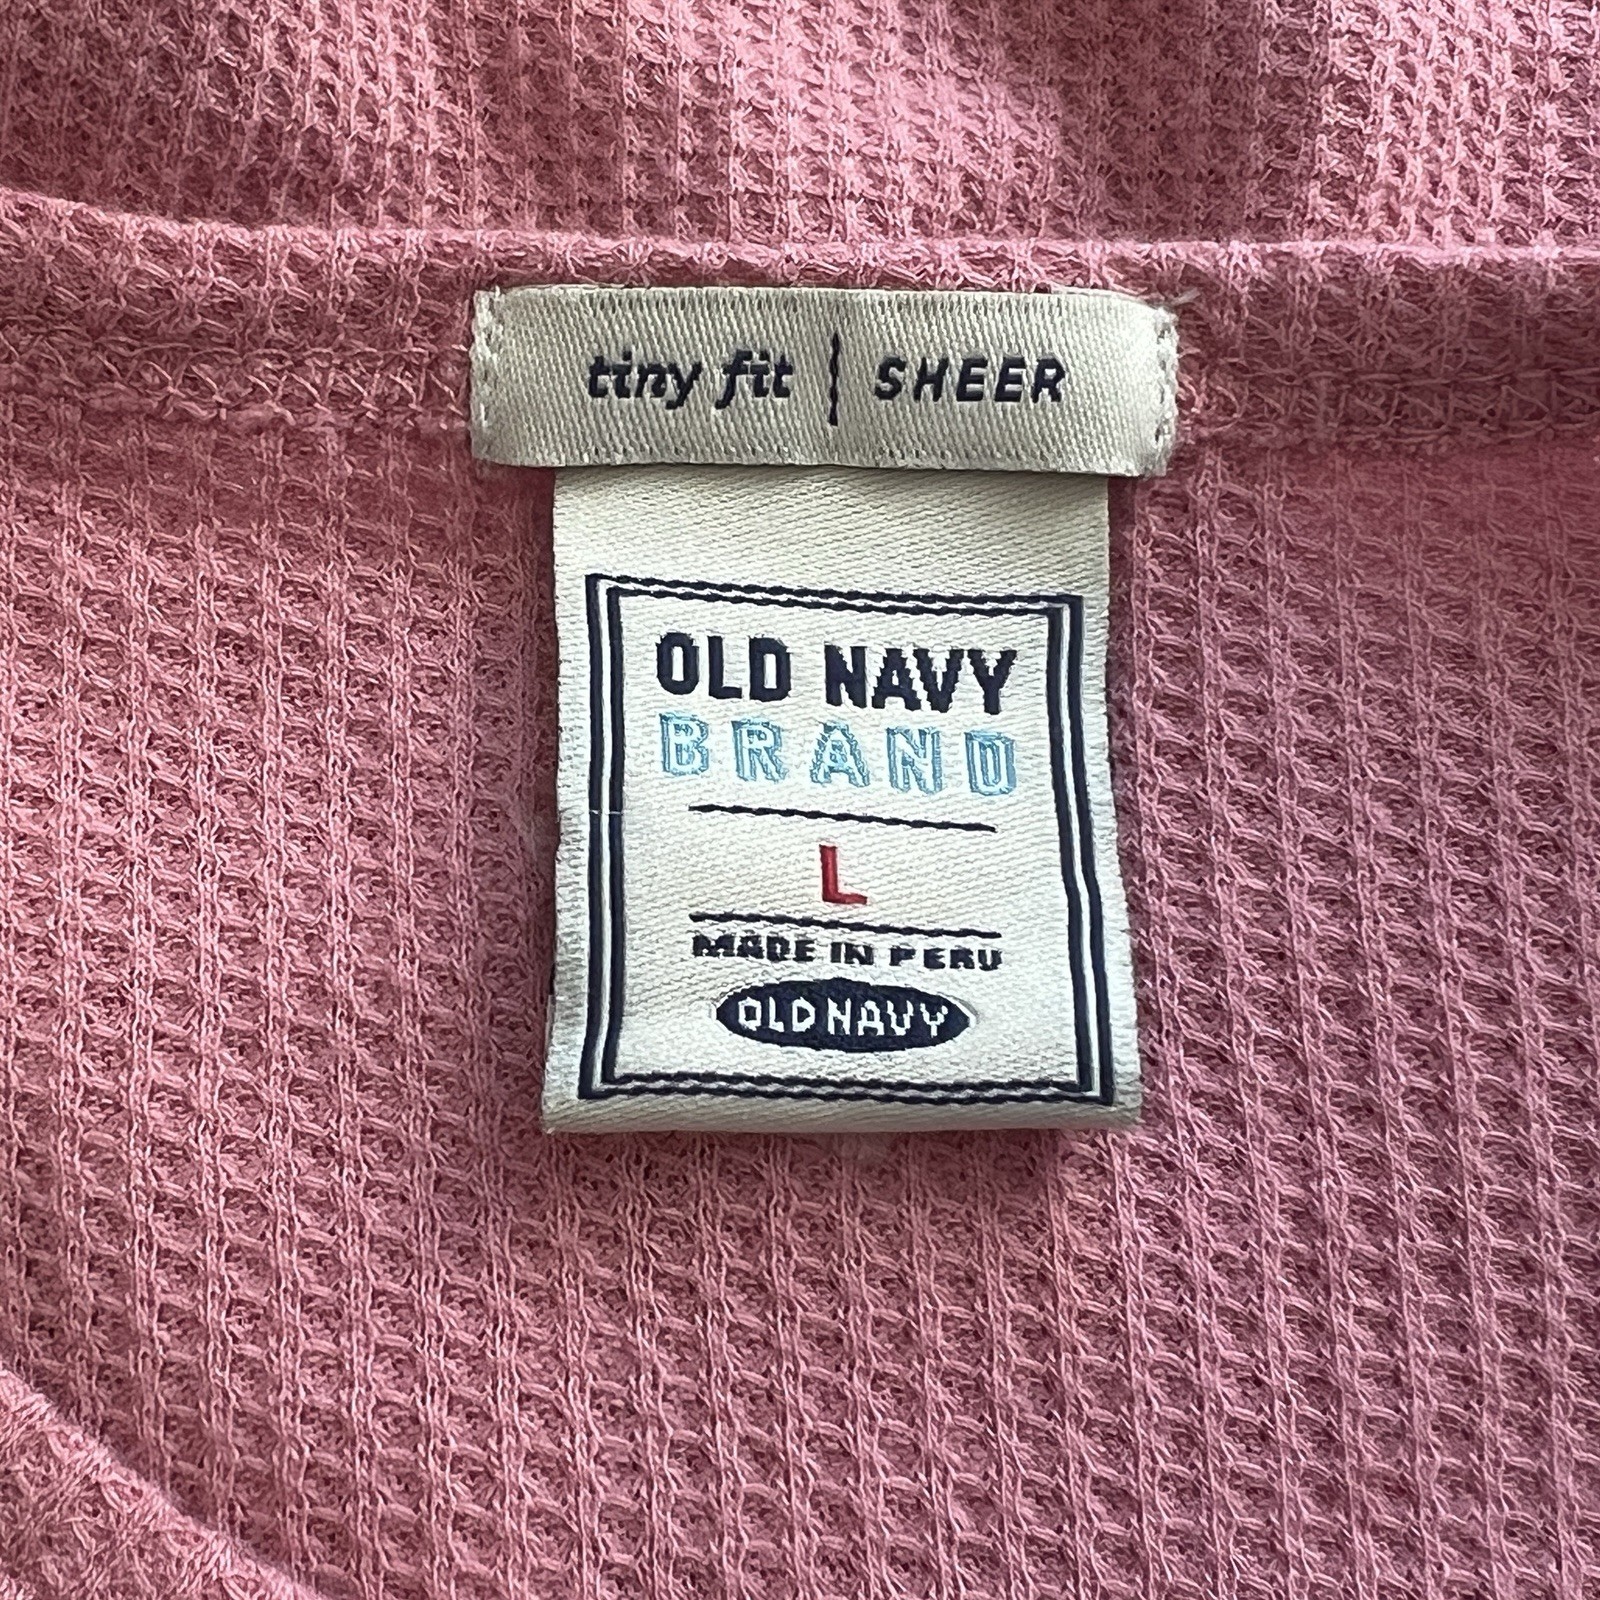 tiny fit | SHEER
OLD NAVY
BRAND
L
MADE IN PERU
OLD NAVY